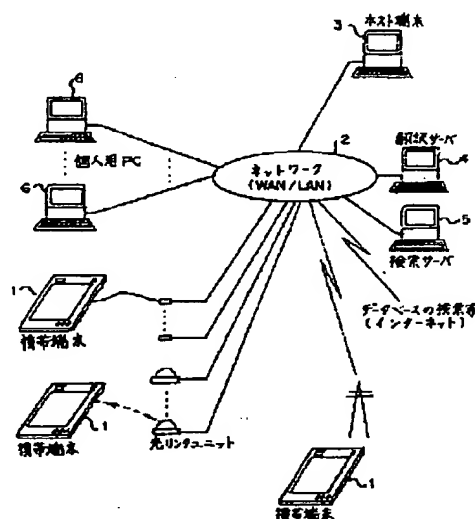 3
ホスト端末
6
個人用PC
6
2
ネットワーク
(WAN/LAN)
翻訳サーバ
4
5
検索サーバ
1
携帯端末
データベースの検索等
(インターネット)
1
携帯端末
光リンクユニット
1
携帯端末